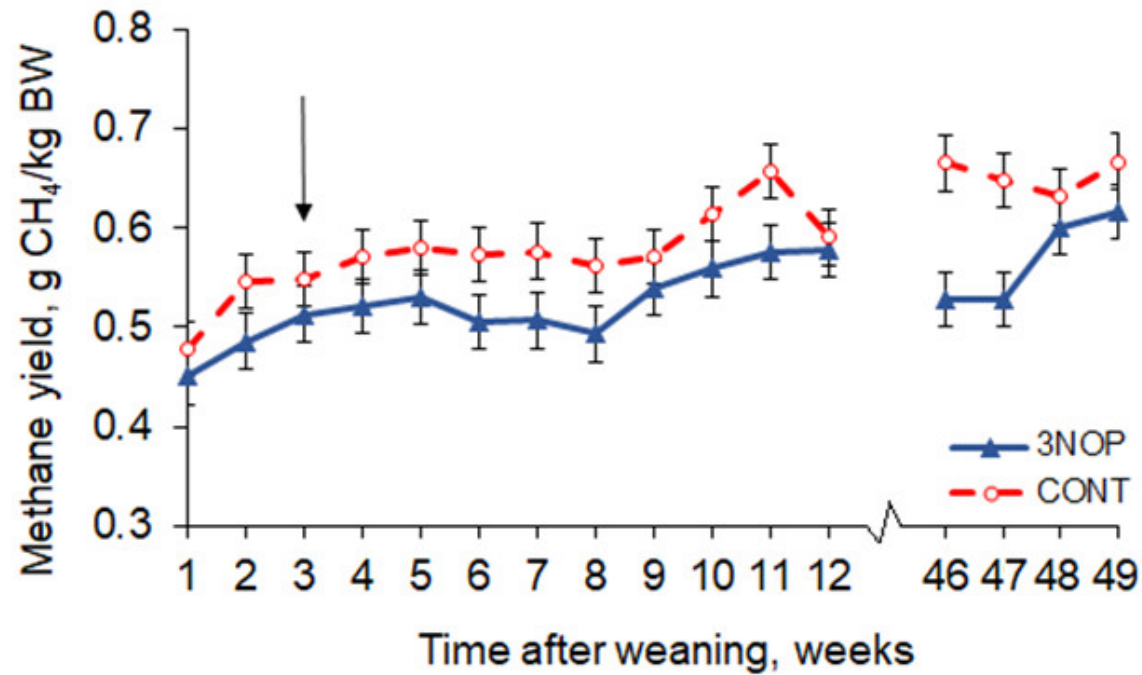 Methane yield, g CH₄/kg BW
0.8
0.7
0.6
0.5
0.4
0.3
1 2 3 4 5 6 7 8 9 10 11 12 46 47 48 49
3NOP
CONT
Time after weaning, weeks